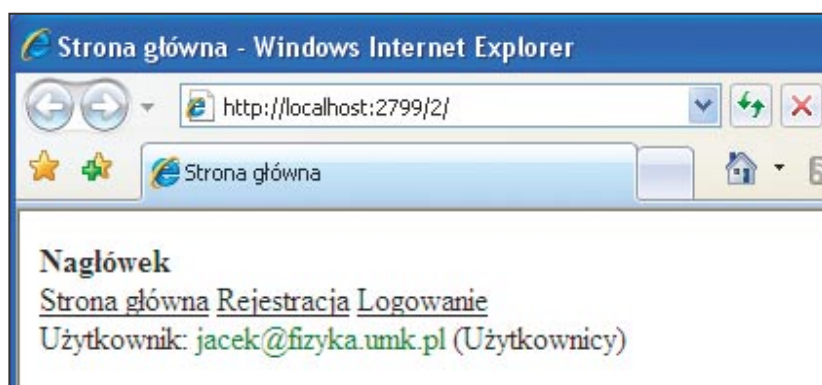 Strona główna - Windows Internet Explorer
http://localhost:2799/2/
Strona główna
Nagłówek
Strona główna Rejestracja Logowanie
Użytkownik: jacek@fizyka.umk.pl (Użytkownicy)